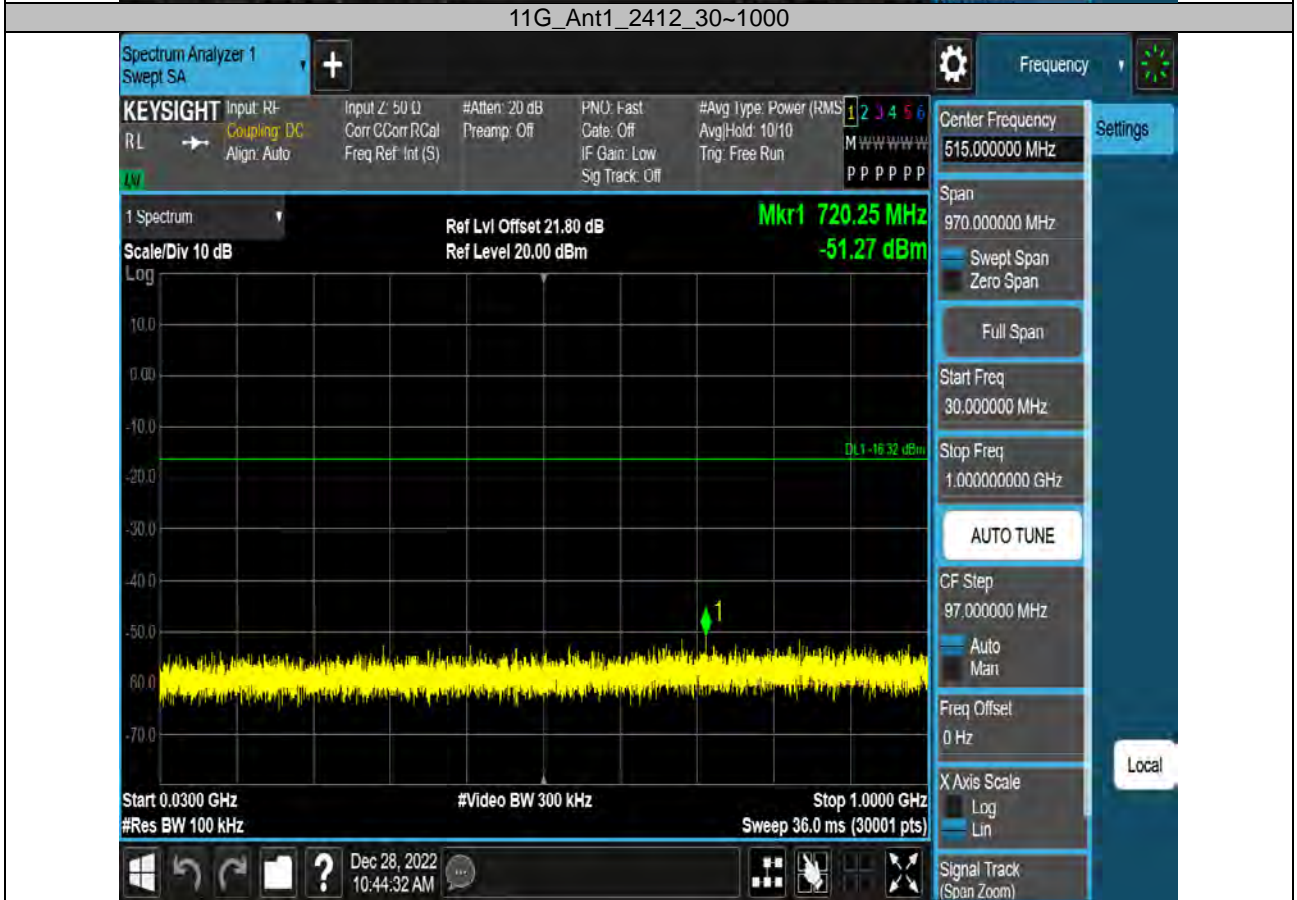 11G_Ant1_2412_30~1000
Spectrum Analyzer 1
Swept SA
Frequency
KEYSIGHT
RL
LXI
Input: RF
Coupling: DC
Align: Auto
Input Z: 50 Ω
Corr CCorr RCal
Freq Ref: Int (S)
#Atten: 20 dB
Preamp: Off
PNO: Fast
Gate: Off
IF Gain: Low
Sig Track: Off
#Avg Type: Power (RMS
Avg|Hold: 10/10
Trig: Free Run
1 2 3 4 5 6
M W W W W W
P P P P P P
1 Spectrum
Scale/Div 10 dB
Ref Lvl Offset 21.80 dB
Ref Level 20.00 dBm
Mkr1 720.25 MHz
-51.27 dBm
Log
10.0
0.00
-10.0
DL1 -16.32 dBm
-20.0
-30.0
-40.0
1
-50.0
-60.0
-70.0
Start 0.0300 GHz
#Res BW 100 kHz
#Video BW 300 kHz
Stop 1.0000 GHz
Sweep 36.0 ms (30001 pts)
Dec 28, 2022
10:44:32 AM
Center Frequency
515.000000 MHz
Settings
Span
970.000000 MHz
Swept Span
Zero Span
Full Span
Start Freq
30.000000 MHz
Stop Freq
1.000000000 GHz
AUTO TUNE
CF Step
97.000000 MHz
Auto
Man
Freq Offset
0 Hz
Local
X Axis Scale
Log
Lin
Signal Track
(Span Zoom)